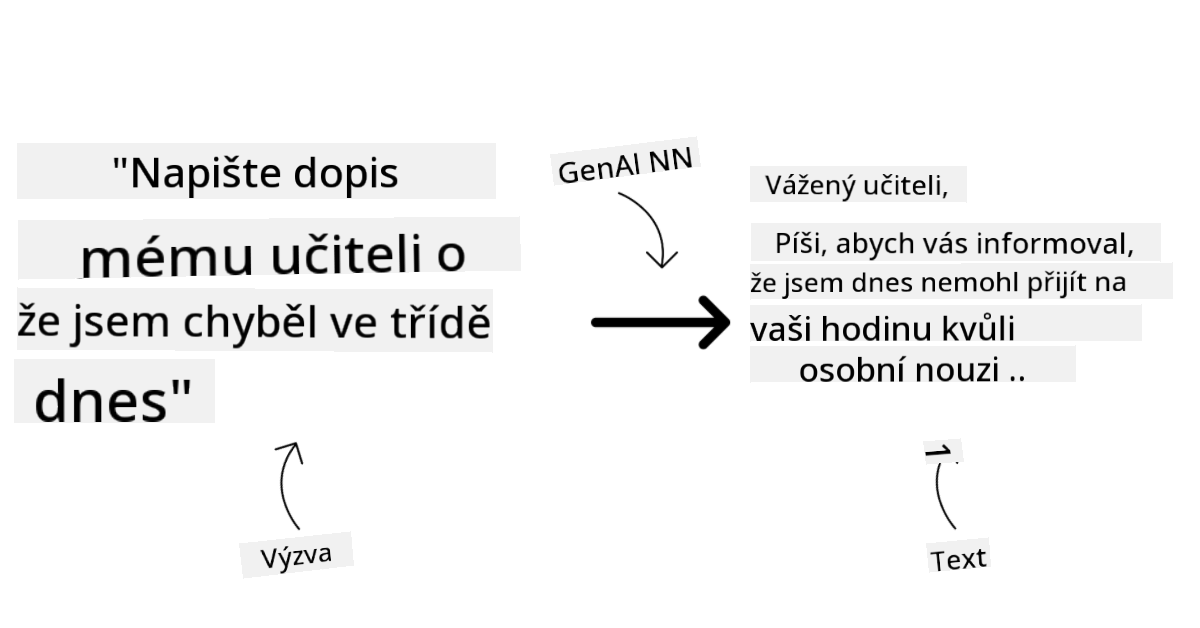 "Napište dopis
mému učiteli o
že jsem chyběl ve třídě
dnes"
Výzva
GenAI NN
Vážený učiteli,
Píši, abych vás informoval,
že jsem dnes nemohl přijít na
vaši hodinu kvůli
osobní nouzi ..
Text